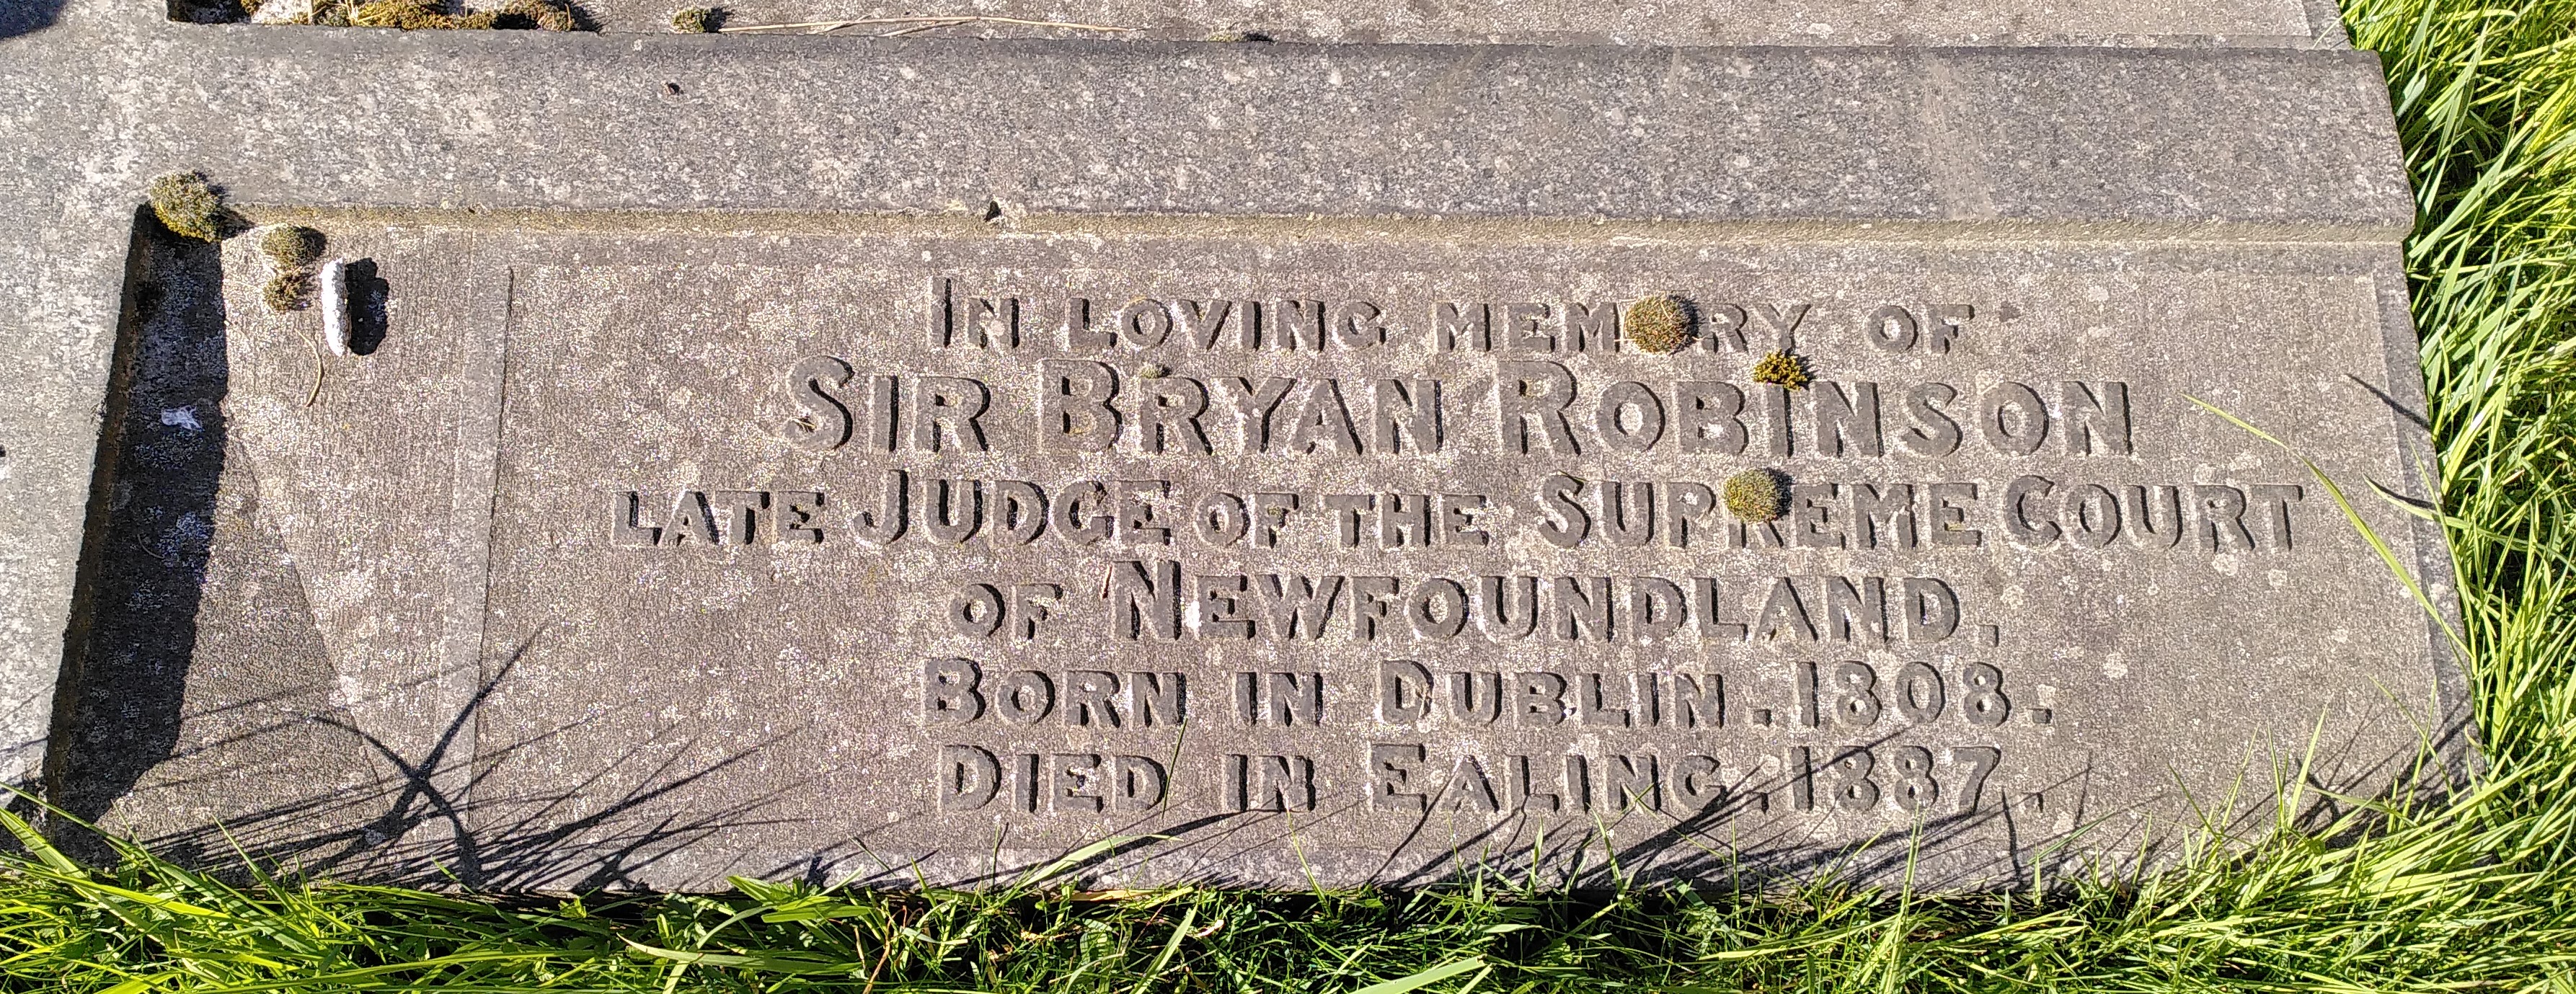 IN LOVING MEMORY OF
SIR BRYAN ROBINSON
LATE JUDGE OF THE SUPREME COURT
OF NEWFOUNDLAND.
BORN IN DUBLIN. 1808.
DIED IN EALING. 1887.